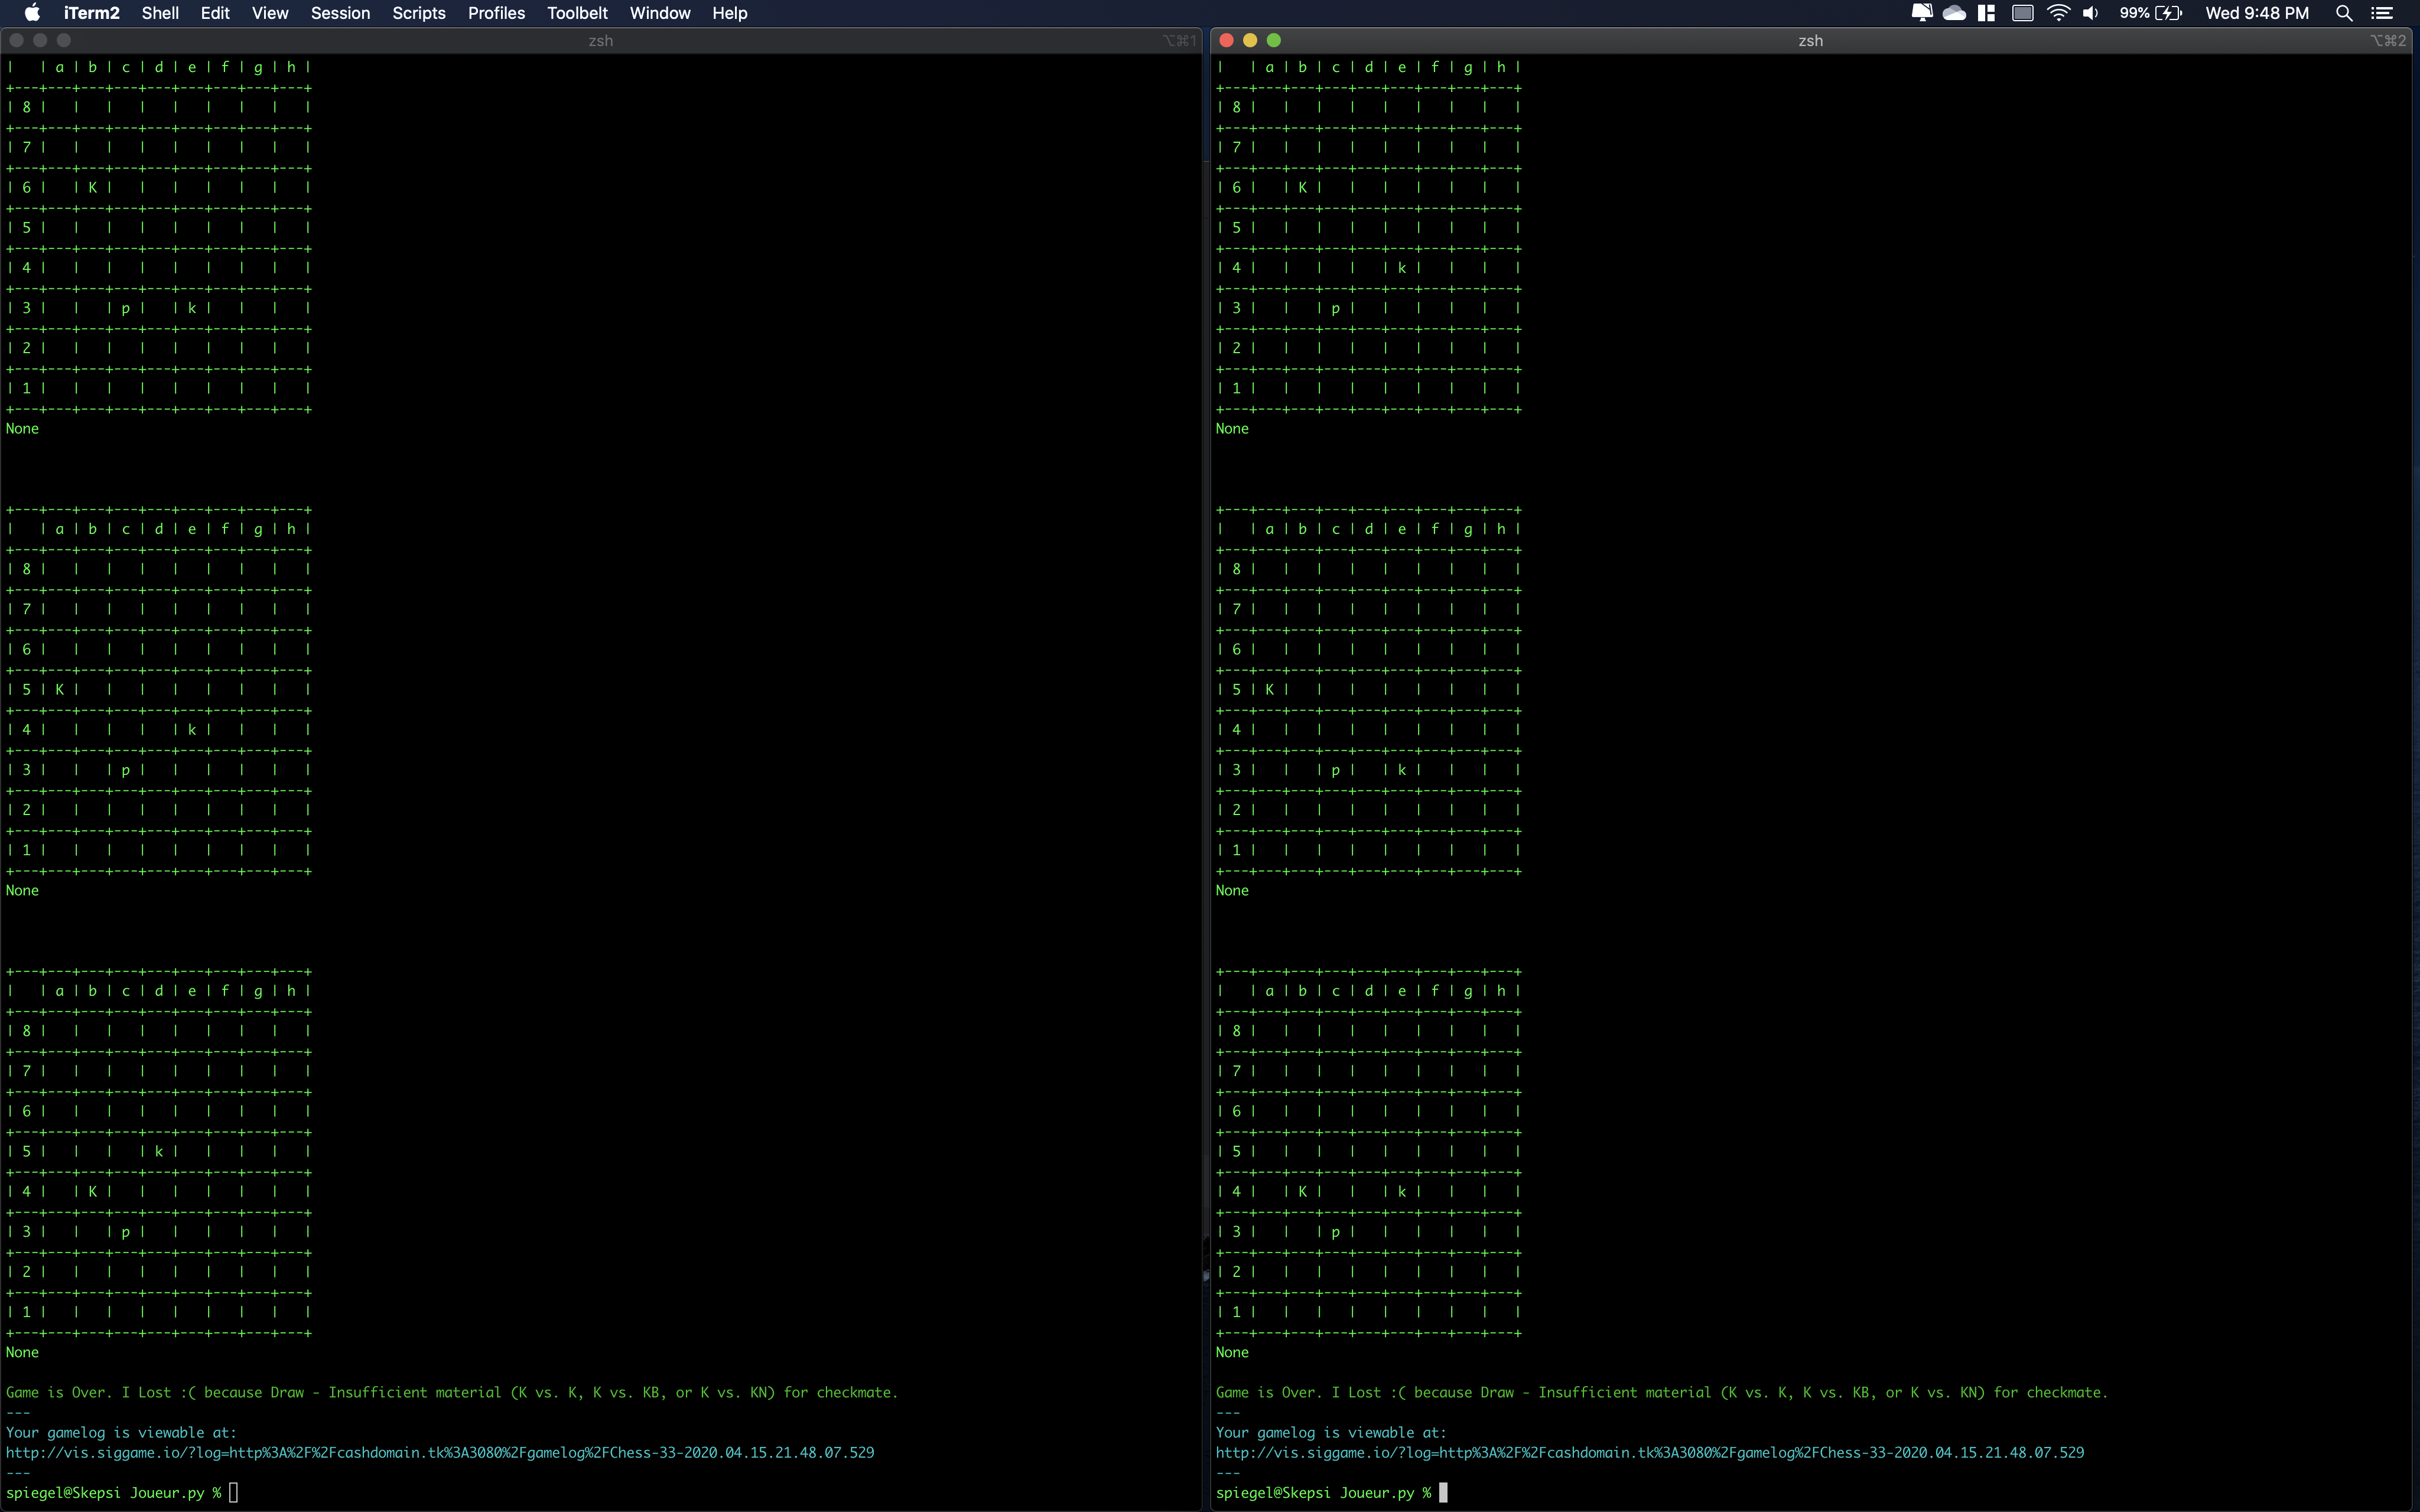 iTerm2 Shell Edit View Session Scripts Profiles Toolbelt Window Help 99% Wed 9:48 PM
zsh ⌥⌘1
|   | a | b | c | d | e | f | g | h |
+---+---+---+---+---+---+---+---+---+
| 8 |   |   |   |   |   |   |   |   |
+---+---+---+---+---+---+---+---+---+
| 7 |   |   |   |   |   |   |   |   |
+---+---+---+---+---+---+---+---+---+
| 6 |   | K |   |   |   |   |   |   |
+---+---+---+---+---+---+---+---+---+
| 5 |   |   |   |   |   |   |   |   |
+---+---+---+---+---+---+---+---+---+
| 4 |   |   |   |   |   |   |   |   |
+---+---+---+---+---+---+---+---+---+
| 3 |   |   | p |   | k |   |   |   |
+---+---+---+---+---+---+---+---+---+
| 2 |   |   |   |   |   |   |   |   |
+---+---+---+---+---+---+---+---+---+
| 1 |   |   |   |   |   |   |   |   |
+---+---+---+---+---+---+---+---+---+
None
+---+---+---+---+---+---+---+---+---+
|   | a | b | c | d | e | f | g | h |
+---+---+---+---+---+---+---+---+---+
| 8 |   |   |   |   |   |   |   |   |
+---+---+---+---+---+---+---+---+---+
| 7 |   |   |   |   |   |   |   |   |
+---+---+---+---+---+---+---+---+---+
| 6 |   |   |   |   |   |   |   |   |
+---+---+---+---+---+---+---+---+---+
| 5 | K |   |   |   |   |   |   |   |
+---+---+---+---+---+---+---+---+---+
| 4 |   |   |   |   | k |   |   |   |
+---+---+---+---+---+---+---+---+---+
| 3 |   |   | p |   |   |   |   |   |
+---+---+---+---+---+---+---+---+---+
| 2 |   |   |   |   |   |   |   |   |
+---+---+---+---+---+---+---+---+---+
| 1 |   |   |   |   |   |   |   |   |
+---+---+---+---+---+---+---+---+---+
None
+---+---+---+---+---+---+---+---+---+
|   | a | b | c | d | e | f | g | h |
+---+---+---+---+---+---+---+---+---+
| 8 |   |   |   |   |   |   |   |   |
+---+---+---+---+---+---+---+---+---+
| 7 |   |   |   |   |   |   |   |   |
+---+---+---+---+---+---+---+---+---+
| 6 |   |   |   |   |   |   |   |   |
+---+---+---+---+---+---+---+---+---+
| 5 |   |   |   | k |   |   |   |   |
+---+---+---+---+---+---+---+---+---+
| 4 |   | K |   |   |   |   |   |   |
+---+---+---+---+---+---+---+---+---+
| 3 |   |   | p |   |   |   |   |   |
+---+---+---+---+---+---+---+---+---+
| 2 |   |   |   |   |   |   |   |   |
+---+---+---+---+---+---+---+---+---+
| 1 |   |   |   |   |   |   |   |   |
+---+---+---+---+---+---+---+---+---+
None
Game is Over. I Lost :( because Draw - Insufficient material (K vs. K, K vs. KB, or K vs. KN) for checkmate.
---
Your gamelog is viewable at:
http://vis.siggame.io/?log=http%3A%2F%2Fcashdomain.tk%3A3080%2Fgamelog%2FChess-33-2020.04.15.21.48.07.529
---
spiegel@Skepsi Joueur.py %
zsh ⌥⌘2
|   | a | b | c | d | e | f | g | h |
+---+---+---+---+---+---+---+---+---+
| 8 |   |   |   |   |   |   |   |   |
+---+---+---+---+---+---+---+---+---+
| 7 |   |   |   |   |   |   |   |   |
+---+---+---+---+---+---+---+---+---+
| 6 |   | K |   |   |   |   |   |   |
+---+---+---+---+---+---+---+---+---+
| 5 |   |   |   |   |   |   |   |   |
+---+---+---+---+---+---+---+---+---+
| 4 |   |   |   |   | k |   |   |   |
+---+---+---+---+---+---+---+---+---+
| 3 |   |   | p |   |   |   |   |   |
+---+---+---+---+---+---+---+---+---+
| 2 |   |   |   |   |   |   |   |   |
+---+---+---+---+---+---+---+---+---+
| 1 |   |   |   |   |   |   |   |   |
+---+---+---+---+---+---+---+---+---+
None
+---+---+---+---+---+---+---+---+---+
|   | a | b | c | d | e | f | g | h |
+---+---+---+---+---+---+---+---+---+
| 8 |   |   |   |   |   |   |   |   |
+---+---+---+---+---+---+---+---+---+
| 7 |   |   |   |   |   |   |   |   |
+---+---+---+---+---+---+---+---+---+
| 6 |   |   |   |   |   |   |   |   |
+---+---+---+---+---+---+---+---+---+
| 5 | K |   |   |   |   |   |   |   |
+---+---+---+---+---+---+---+---+---+
| 4 |   |   |   |   |   |   |   |   |
+---+---+---+---+---+---+---+---+---+
| 3 |   |   | p |   | k |   |   |   |
+---+---+---+---+---+---+---+---+---+
| 2 |   |   |   |   |   |   |   |   |
+---+---+---+---+---+---+---+---+---+
| 1 |   |   |   |   |   |   |   |   |
+---+---+---+---+---+---+---+---+---+
None
+---+---+---+---+---+---+---+---+---+
|   | a | b | c | d | e | f | g | h |
+---+---+---+---+---+---+---+---+---+
| 8 |   |   |   |   |   |   |   |   |
+---+---+---+---+---+---+---+---+---+
| 7 |   |   |   |   |   |   |   |   |
+---+---+---+---+---+---+---+---+---+
| 6 |   |   |   |   |   |   |   |   |
+---+---+---+---+---+---+---+---+---+
| 5 |   |   |   |   |   |   |   |   |
+---+---+---+---+---+---+---+---+---+
| 4 |   | K |   |   | k |   |   |   |
+---+---+---+---+---+---+---+---+---+
| 3 |   |   | p |   |   |   |   |   |
+---+---+---+---+---+---+---+---+---+
| 2 |   |   |   |   |   |   |   |   |
+---+---+---+---+---+---+---+---+---+
| 1 |   |   |   |   |   |   |   |   |
+---+---+---+---+---+---+---+---+---+
None
Game is Over. I Lost :( because Draw - Insufficient material (K vs. K, K vs. KB, or K vs. KN) for checkmate.
---
Your gamelog is viewable at:
http://vis.siggame.io/?log=http%3A%2F%2Fcashdomain.tk%3A3080%2Fgamelog%2FChess-33-2020.04.15.21.48.07.529
---
spiegel@Skepsi Joueur.py %